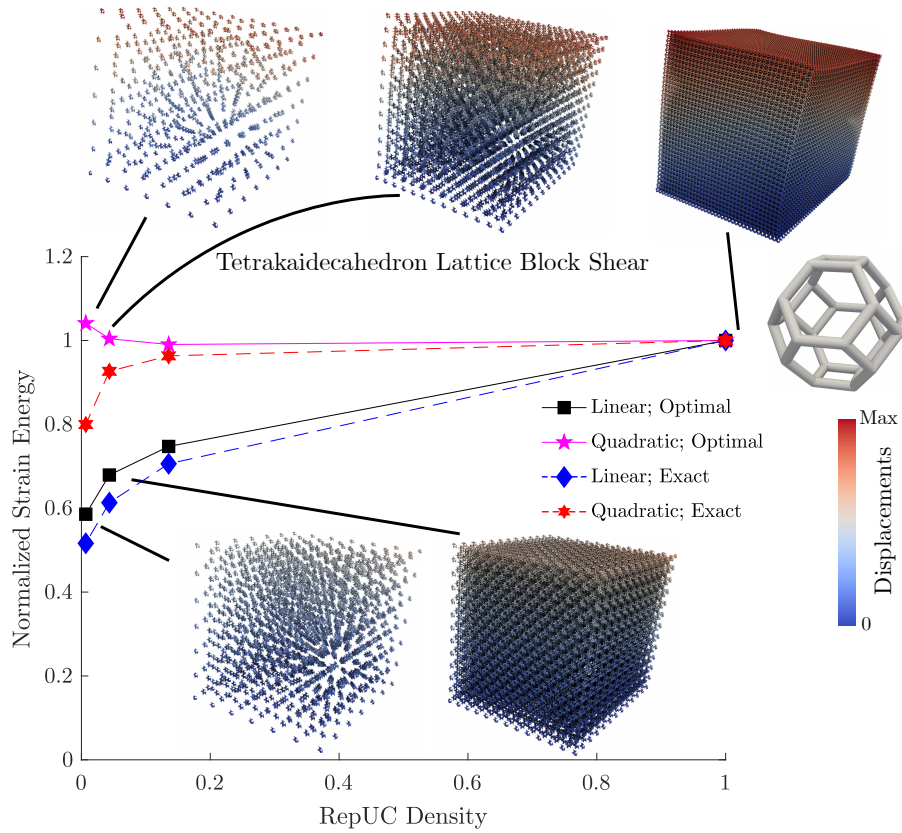 Tetrakaidecahedron Lattice Block Shear
Normalized Strain Energy
1.2
1
0.8
0.6
0.4
0.2
0
0
0.2
0.4
0.6
0.8
1
RepUC Density
Linear; Optimal
Quadratic; Optimal
Linear; Exact
Quadratic; Exact
Max
Displacements
0